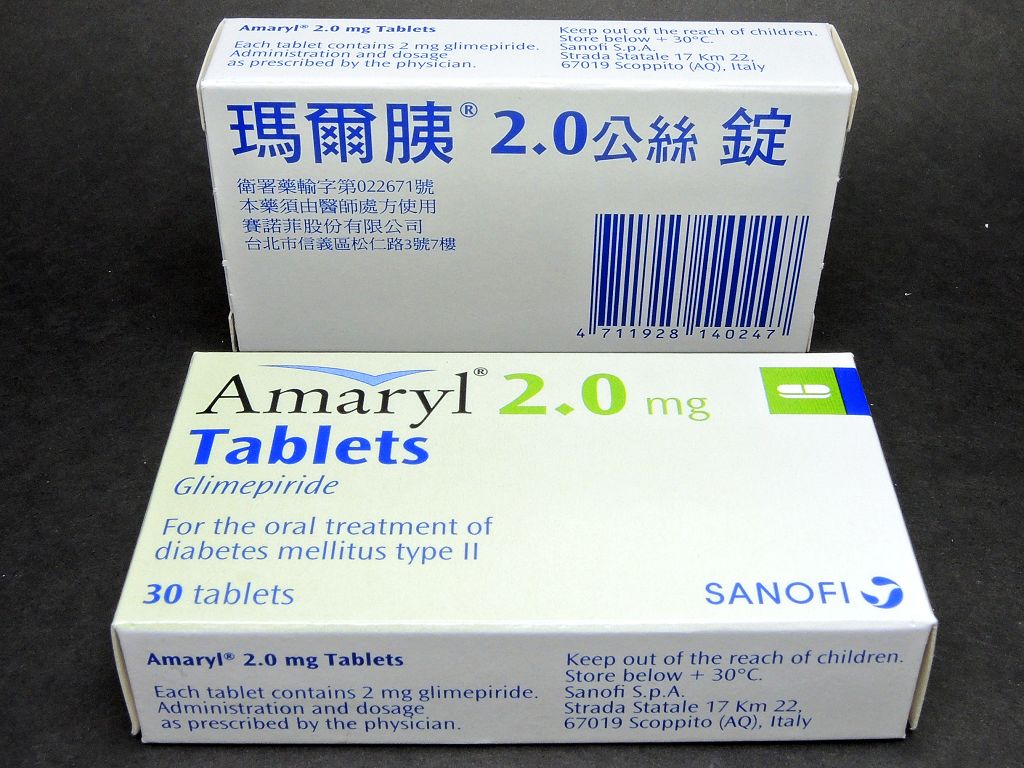 Amaryl® 2.0 mg Tablets
Each tablet contains 2 mg glimepiride.
Administration and dosage
as prescribed by the physician.
Keep out of the reach of children.
Store below + 30°C.
Sanofi S.p.A.
Strada Statale 17 Km 22,
67019 Scoppito (AQ), Italy
瑪爾胰® 2.0公絲 錠
衛署藥輸字第022671號
本藥須由醫師處方使用
賽諾菲股份有限公司
台北市信義區松仁路3號7樓
4 711928 140247
Amaryl® 2.0 mg
Tablets
Glimepiride
For the oral treatment of
diabetes mellitus type II
30 tablets
SANOFI
Amaryl® 2.0 mg Tablets
Each tablet contains 2 mg glimepiride.
Administration and dosage
as prescribed by the physician.
Keep out of the reach of children.
Store below + 30°C.
Sanofi S.p.A.
Strada Statale 17 Km 22,
67019 Scoppito (AQ), Italy